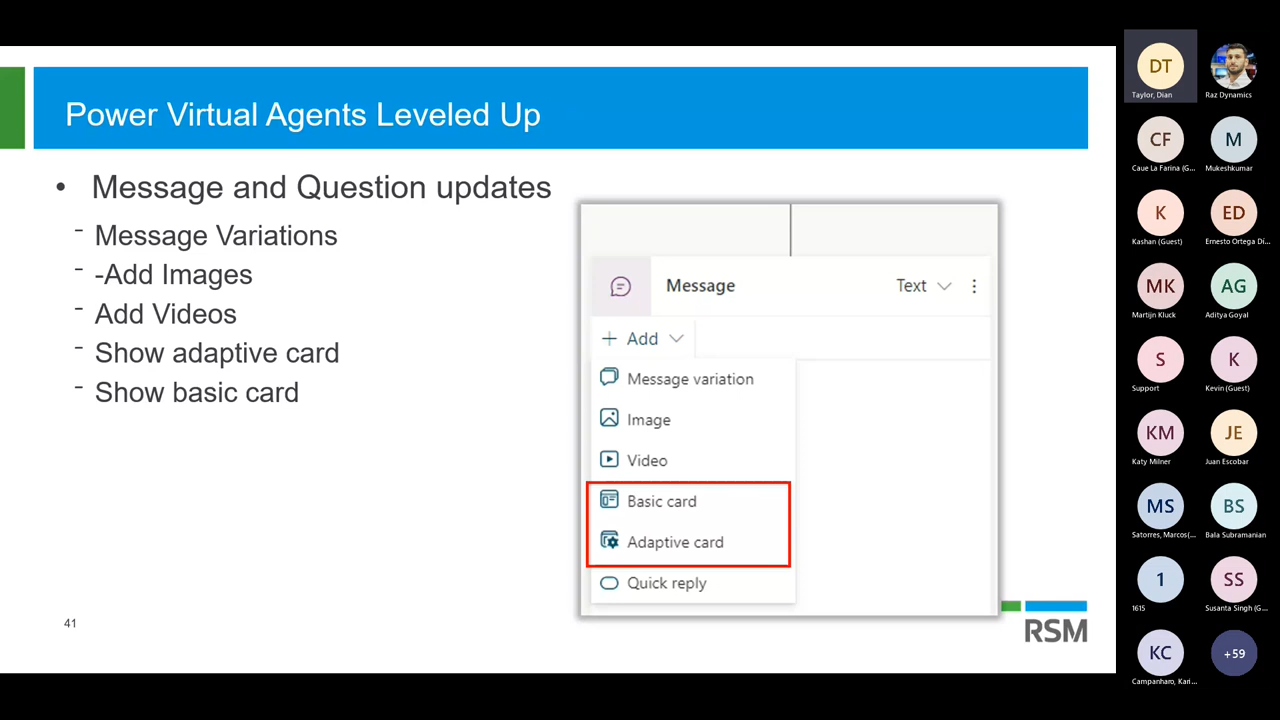 Power Virtual Agents Leveled Up
• Message and Question updates
- Message Variations
- -Add Images
- Add Videos
- Show adaptive card
- Show basic card
Message
Text
+ Add
Message variation
Image
Video
Basic card
Adaptive card
Quick reply
41
RSM
DT
Taylor, Dian
Raz Dynamics
CF
Caue La Farina (G...
M
Mukeshkumar
K
Kashan (Guest)
ED
Ernesto Ortega Di...
MK
Martijn Kluck
AG
Aditya Goyal
S
Support
K
Kevin (Guest)
KM
Katy Milner
JE
Juan Escobar
MS
Satorres, Marcos(...
BS
Bala Subramanian
1
161S
SS
Susanta Singh (G...
KC
Campanharo, Kari...
+59